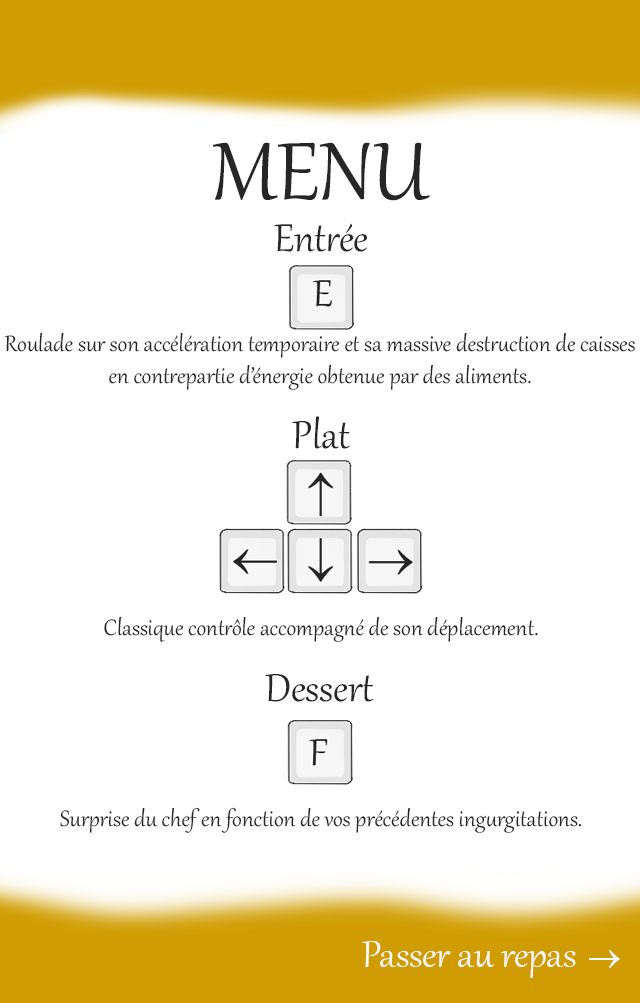 MENU
Entrée
E
Roulade sur son accélération temporaire et sa massive destruction de caisses
en contrepartie d'énergie obtenue par des aliments.
Plat
↑
← ↓ →
Classique contrôle accompagné de son déplacement.
Dessert
F
Surprise du chef en fonction de vos précédentes ingurgitations.
Passer au repas →